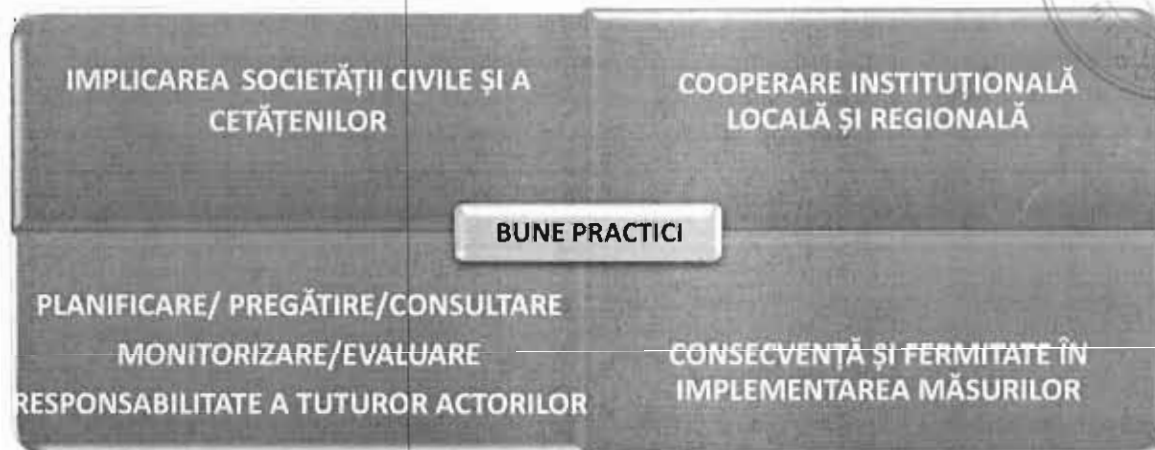 IMPLICAREA SOCIETĂȚII CIVILE ȘI A
CETĂȚENILOR
COOPERARE INSTITUȚIONALĂ
LOCALĂ ȘI REGIONALĂ
BUNE PRACTICI
PLANIFICARE/ PREGĂTIRE/CONSULTARE
MONITORIZARE/EVALUARE
RESPONSABILITATE A TUTUROR ACTORILOR
CONSECVENȚĂ ȘI FERMITATE ÎN
IMPLEMENTAREA MĂSURILOR